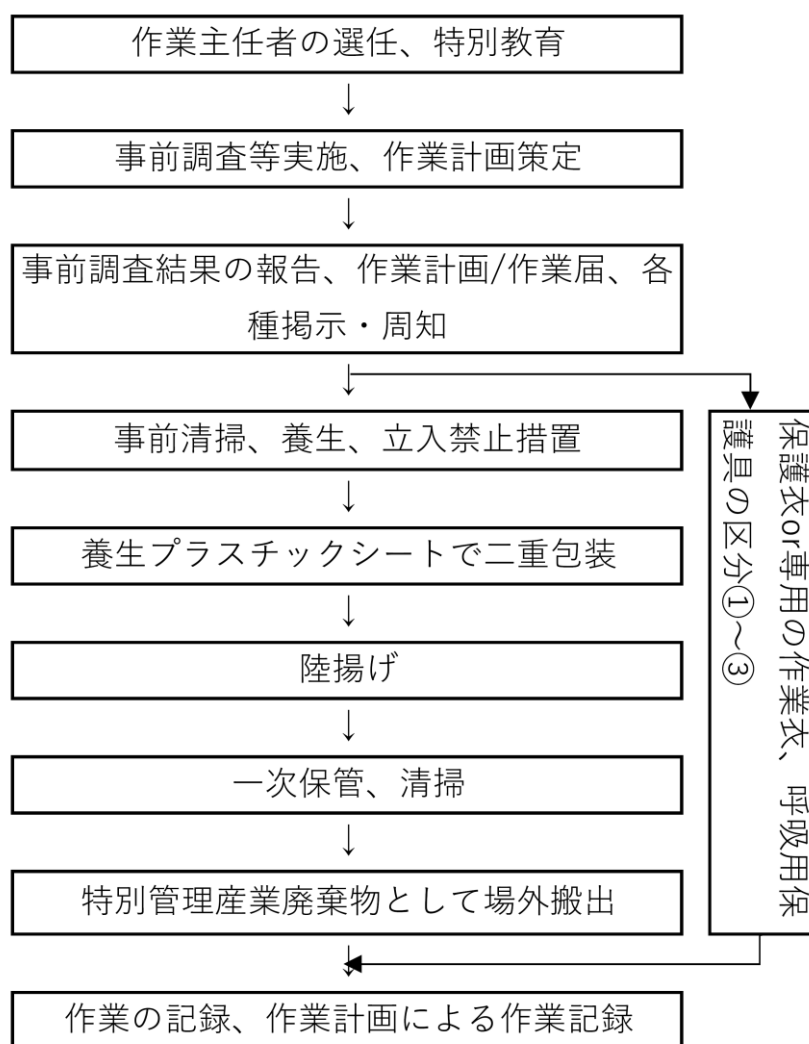 作業主任者の選任、特別教育
↓
事前調査等実施、作業計画策定
↓
事前調査結果の報告、作業計画/作業届、各
種掲示・周知
↓
事前清掃、養生、立入禁止措置
↓
養生プラスチックシートで二重包装
↓
陸揚げ
↓
一次保管、清掃
↓
特別管理産業廃棄物として場外搬出
↓
作業の記録、作業計画による作業記録
保護衣or専用の作業衣、呼吸用保
護具の区分①～③